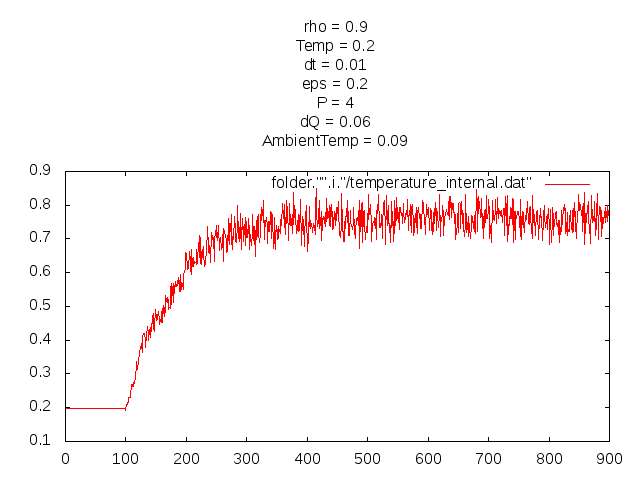 rho = 0.9
Temp = 0.2
dt = 0.01
eps = 0.2
P = 4
dQ = 0.06
AmbientTemp = 0.09
folder."".i."/temperature_internal.dat"
0.9
0.8
0.7
0.6
0.5
0.4
0.3
0.2
0.1
0 100 200 300 400 500 600 700 800 900